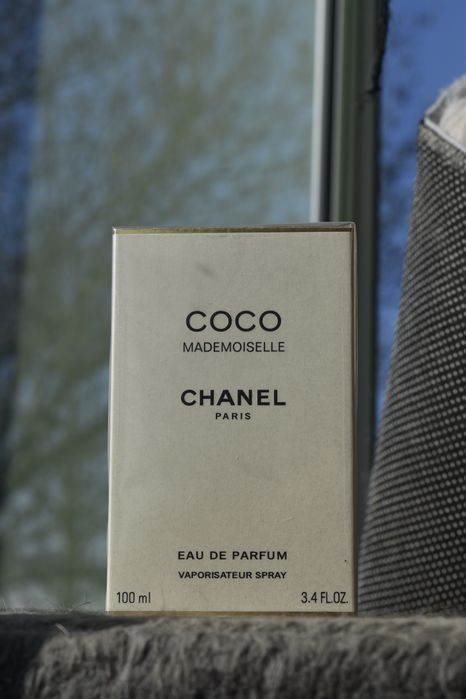 COCO
MADEMOISELLE
CHANEL
PARIS
EAU DE PARFUM
VAPORISATEUR SPRAY
100 ml 3.4 FL.OZ.